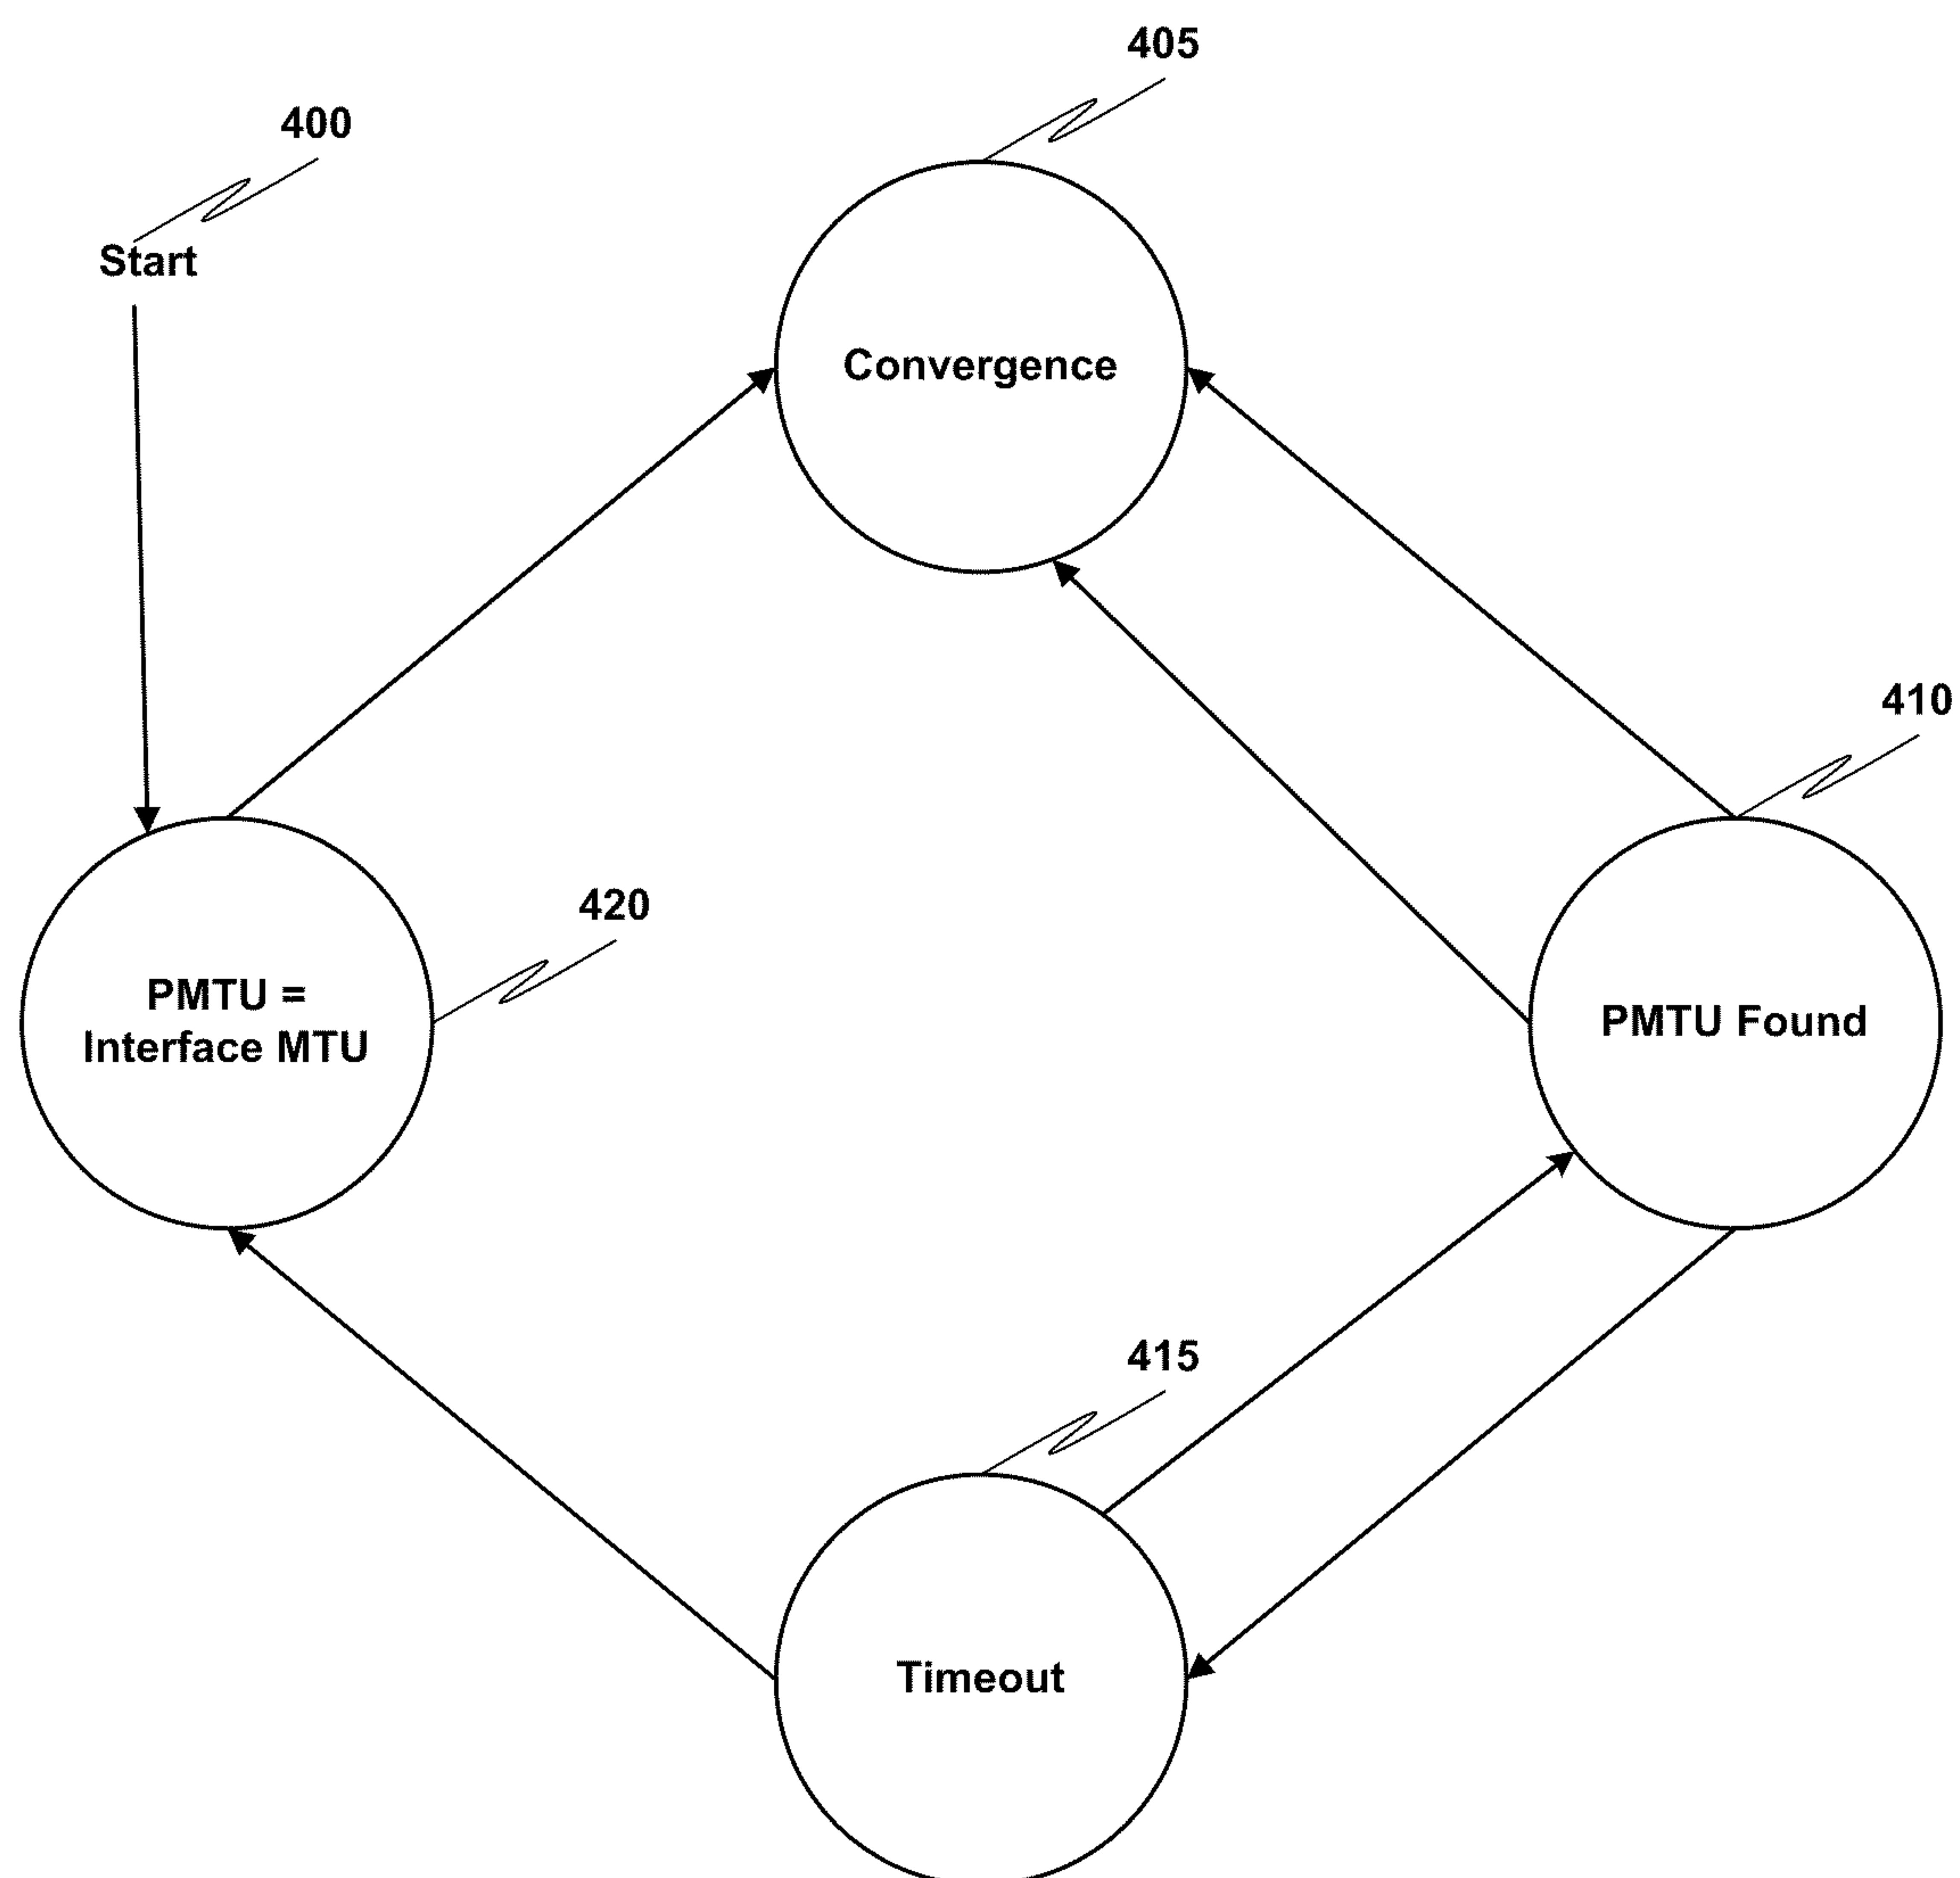 405
400
Start
Convergence
410
420
PMTU =
Interface MTU
PMTU Found
415
Timeout